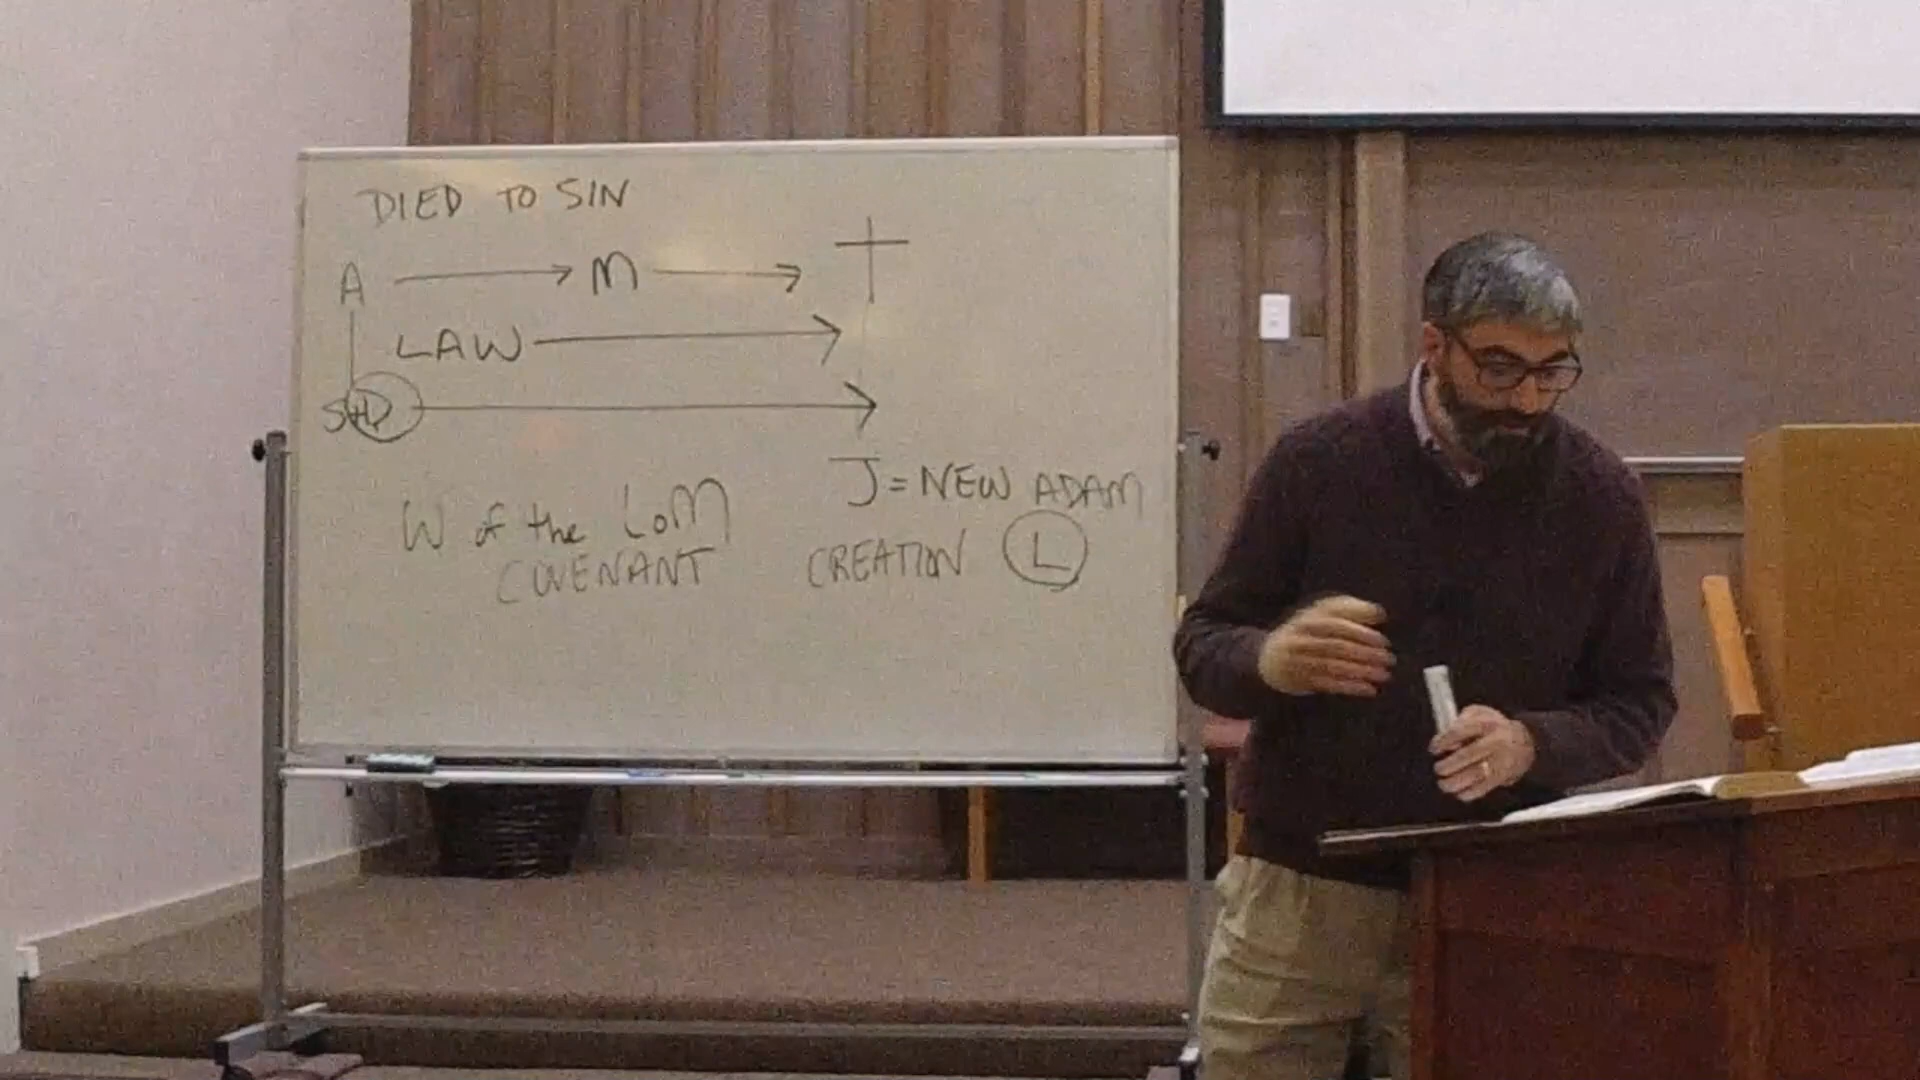 DIED TO SIN
A → M → †
LAW →
S+D →
J = NEW ADAM
W of the LoM
COVENANT
CREATION L